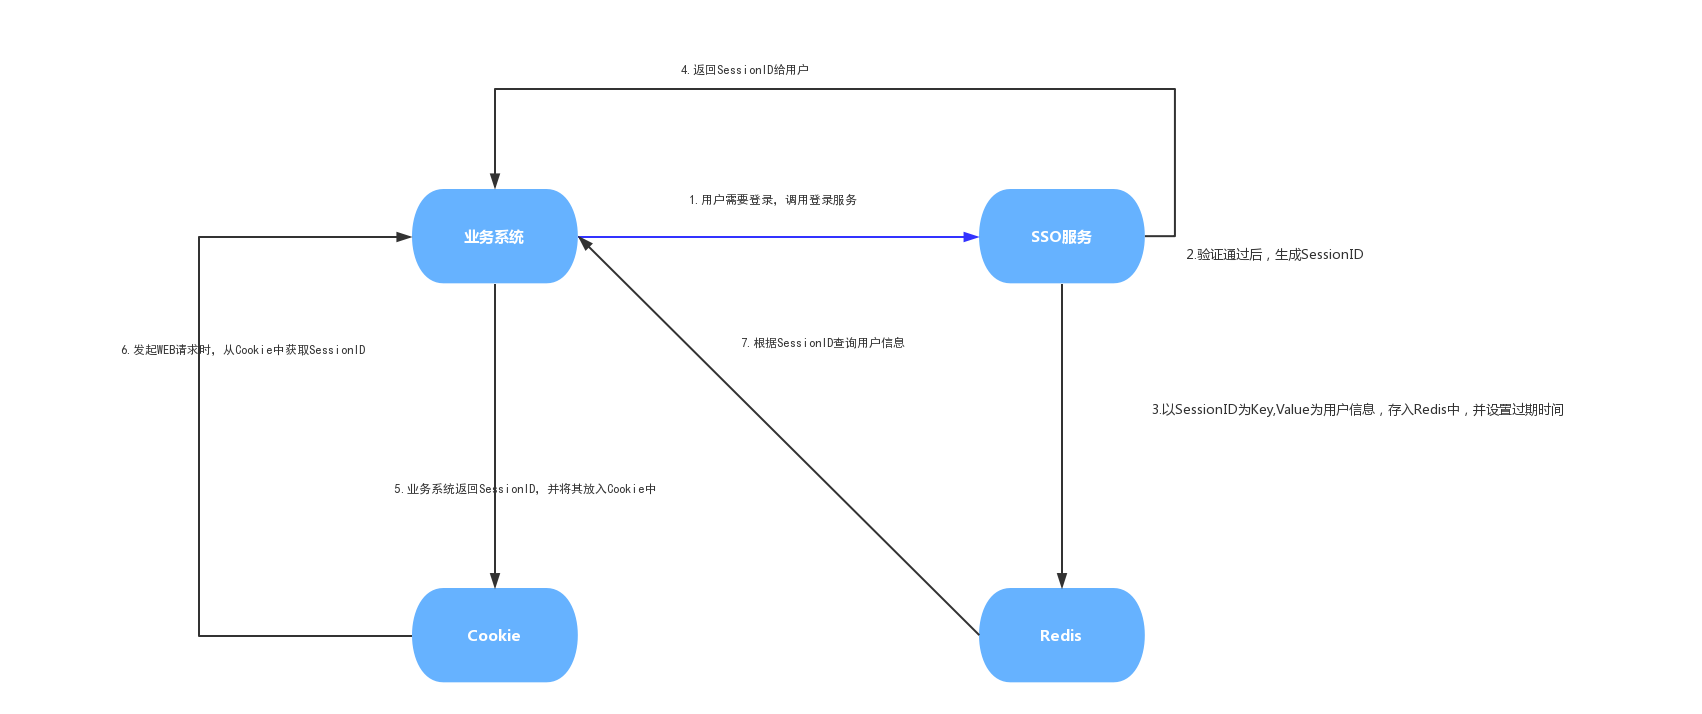 4.返回SessionID给用户
1.用户需要登录，调用登录服务
业务系统
SSO服务
2.验证通过后，生成SessionID
7.根据SessionID查询用户信息
6.发起WEB请求时，从Cookie中获取SessionID
3.以SessionID为Key,Value为用户信息，存入Redis中，并设置过期时间
5.业务系统返回SessionID，并将其放入Cookie中
Cookie
Redis